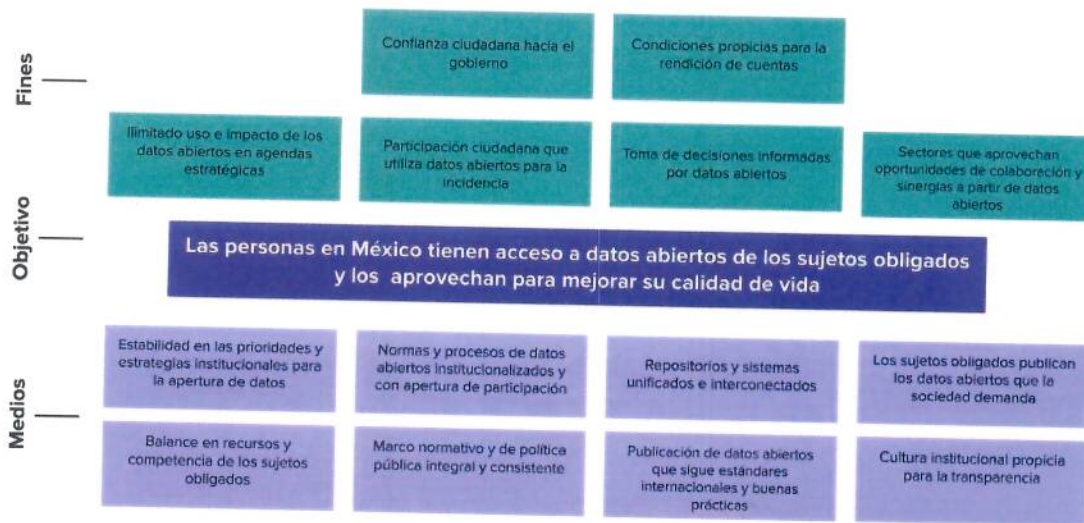 Fines
Confianza ciudadana hacia el
gobierno
Condiciones propicias para la
rendición de cuentas
Ilimitado uso e impacto de los
datos abiertos en agendas
estratégicas
Participación ciudadana que
utiliza datos abiertos para la
incidencia
Toma de decisiones informadas
por datos abiertos
Sectores que aprovechan
oportunidades de colaboración y
sinergias a partir de datos
abiertos
Objetivo
Las personas en México tienen acceso a datos abiertos de los sujetos obligados
y los aprovechan para mejorar su calidad de vida
Medios
Estabilidad en las prioridades y
estrategias institucionales para
la apertura de datos
Normas y procesos de datos
abiertos institucionalizados y
con apertura de participación
Repositorios y sistemas
unificados e interconectados
Los sujetos obligados publican
los datos abiertos que la
sociedad demanda
Balance en recursos y
competencia de los sujetos
obligados
Marco normativo y de política
pública integral y consistente
Publicación de datos abiertos
que sigue estándares
internacionales y buenas
prácticas
Cultura institucional propicia
para la transparencia